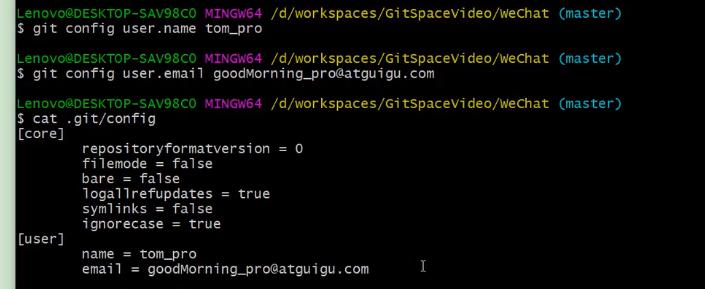 Lenovo@DESKTOP-SAV98C0 MINGW64 /d/workspaces/GitSpaceVideo/WeChat (master)
$ git config user.name tom_pro
Lenovo@DESKTOP-SAV98C0 MINGW64 /d/workspaces/GitSpaceVideo/WeChat (master)
$ git config user.email goodMorning_pro@atguigu.com
Lenovo@DESKTOP-SAV98C0 MINGW64 /d/workspaces/GitSpaceVideo/WeChat (master)
$ cat .git/config
[core]
repositoryformatversion = 0
filemode = false
bare = false
logallrefupdates = true
symlinks = false
ignorecase = true
[user]
name = tom_pro
email = goodMorning_pro@atguigu.com